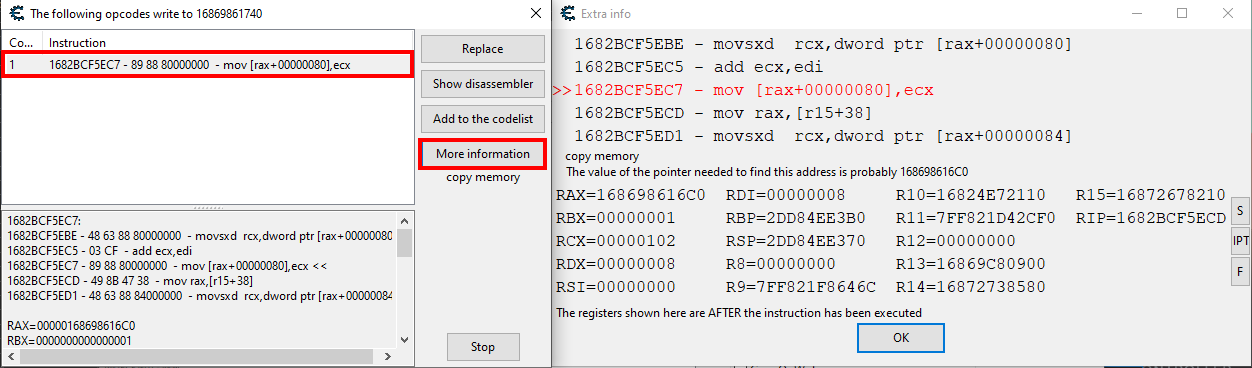 The following opcodes write to 16869861740
Co... Instruction
1 1682BCF5EC7 - 89 88 80000000 - mov [rax+00000080],ecx
Replace
Show disassembler
Add to the codelist
More information
copy memory
1682BCF5EC7:
1682BCF5EBE - 48 63 88 80000000 - movsxd rcx,dword ptr [rax+00000080
1682BCF5EC5 - 03 CF - add ecx,edi
1682BCF5EC7 - 89 88 80000000 - mov [rax+00000080],ecx <<
1682BCF5ECD - 49 8B 47 38 - mov rax,[r15+38]
1682BCF5ED1 - 48 63 88 84000000 - movsxd rcx,dword ptr [rax+00000084
RAX=00000168698616C0
RBX=0000000000000001
Stop
Extra info
1682BCF5EBE - movsxd rcx,dword ptr [rax+00000080]
1682BCF5EC5 - add ecx,edi
>>1682BCF5EC7 - mov [rax+00000080],ecx
1682BCF5ECD - mov rax,[r15+38]
1682BCF5ED1 - movsxd rcx,dword ptr [rax+00000084]
copy memory
The value of the pointer needed to find this address is probably 168698616C0
RAX=168698616C0 RDI=00000008 R10=16824E72110 R15=16872678210
RBX=00000001 RBP=2DD84EE3B0 R11=7FF821D42CF0 RIP=1682BCF5ECD
RCX=00000102 RSP=2DD84EE370 R12=00000000
RDX=00000008 R8=00000000 R13=16869C80900
RSI=00000000 R9=7FF821F8646C R14=16872738580
S
IPT
F
The registers shown here are AFTER the instruction has been executed
OK